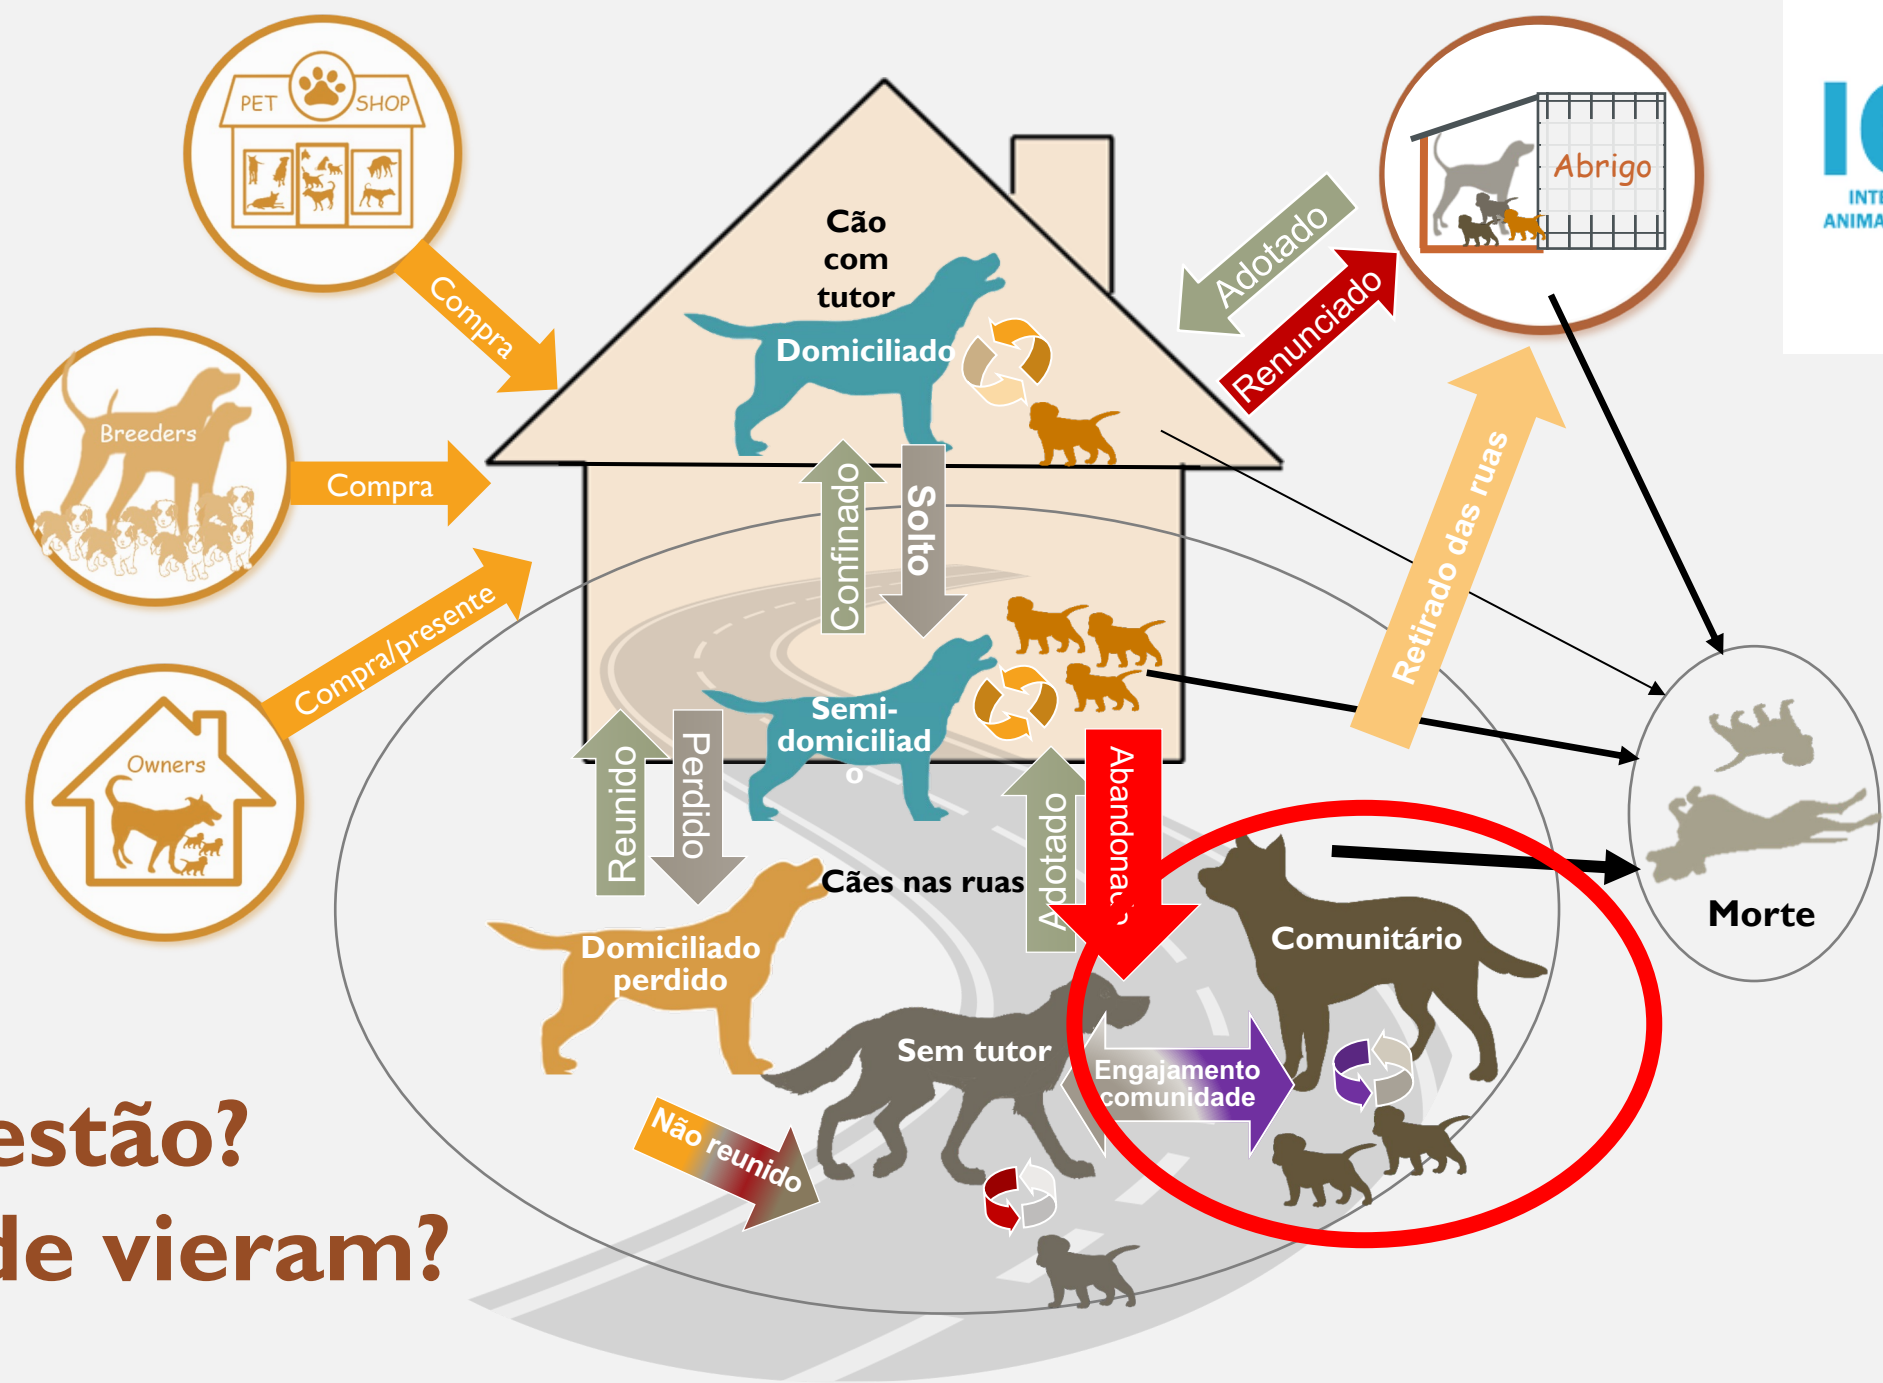 PET SHOP
Compra
Breeders
Compra
Owners
Compra/presente
Cão
com
tutor
Domiciliado
Confinado
Solto
Adotado
Renunciado
Abrigo
INTE
ANIMA
Retirado das ruas
Semi-
domiciliad
o
Reunido
Perdido
Adotado
Abandonado
Cães nas ruas
Domiciliado
perdido
Sem tutor
Comunitário
Engajamento
comunidade
Não reunido
Morte
estão?
de vieram?